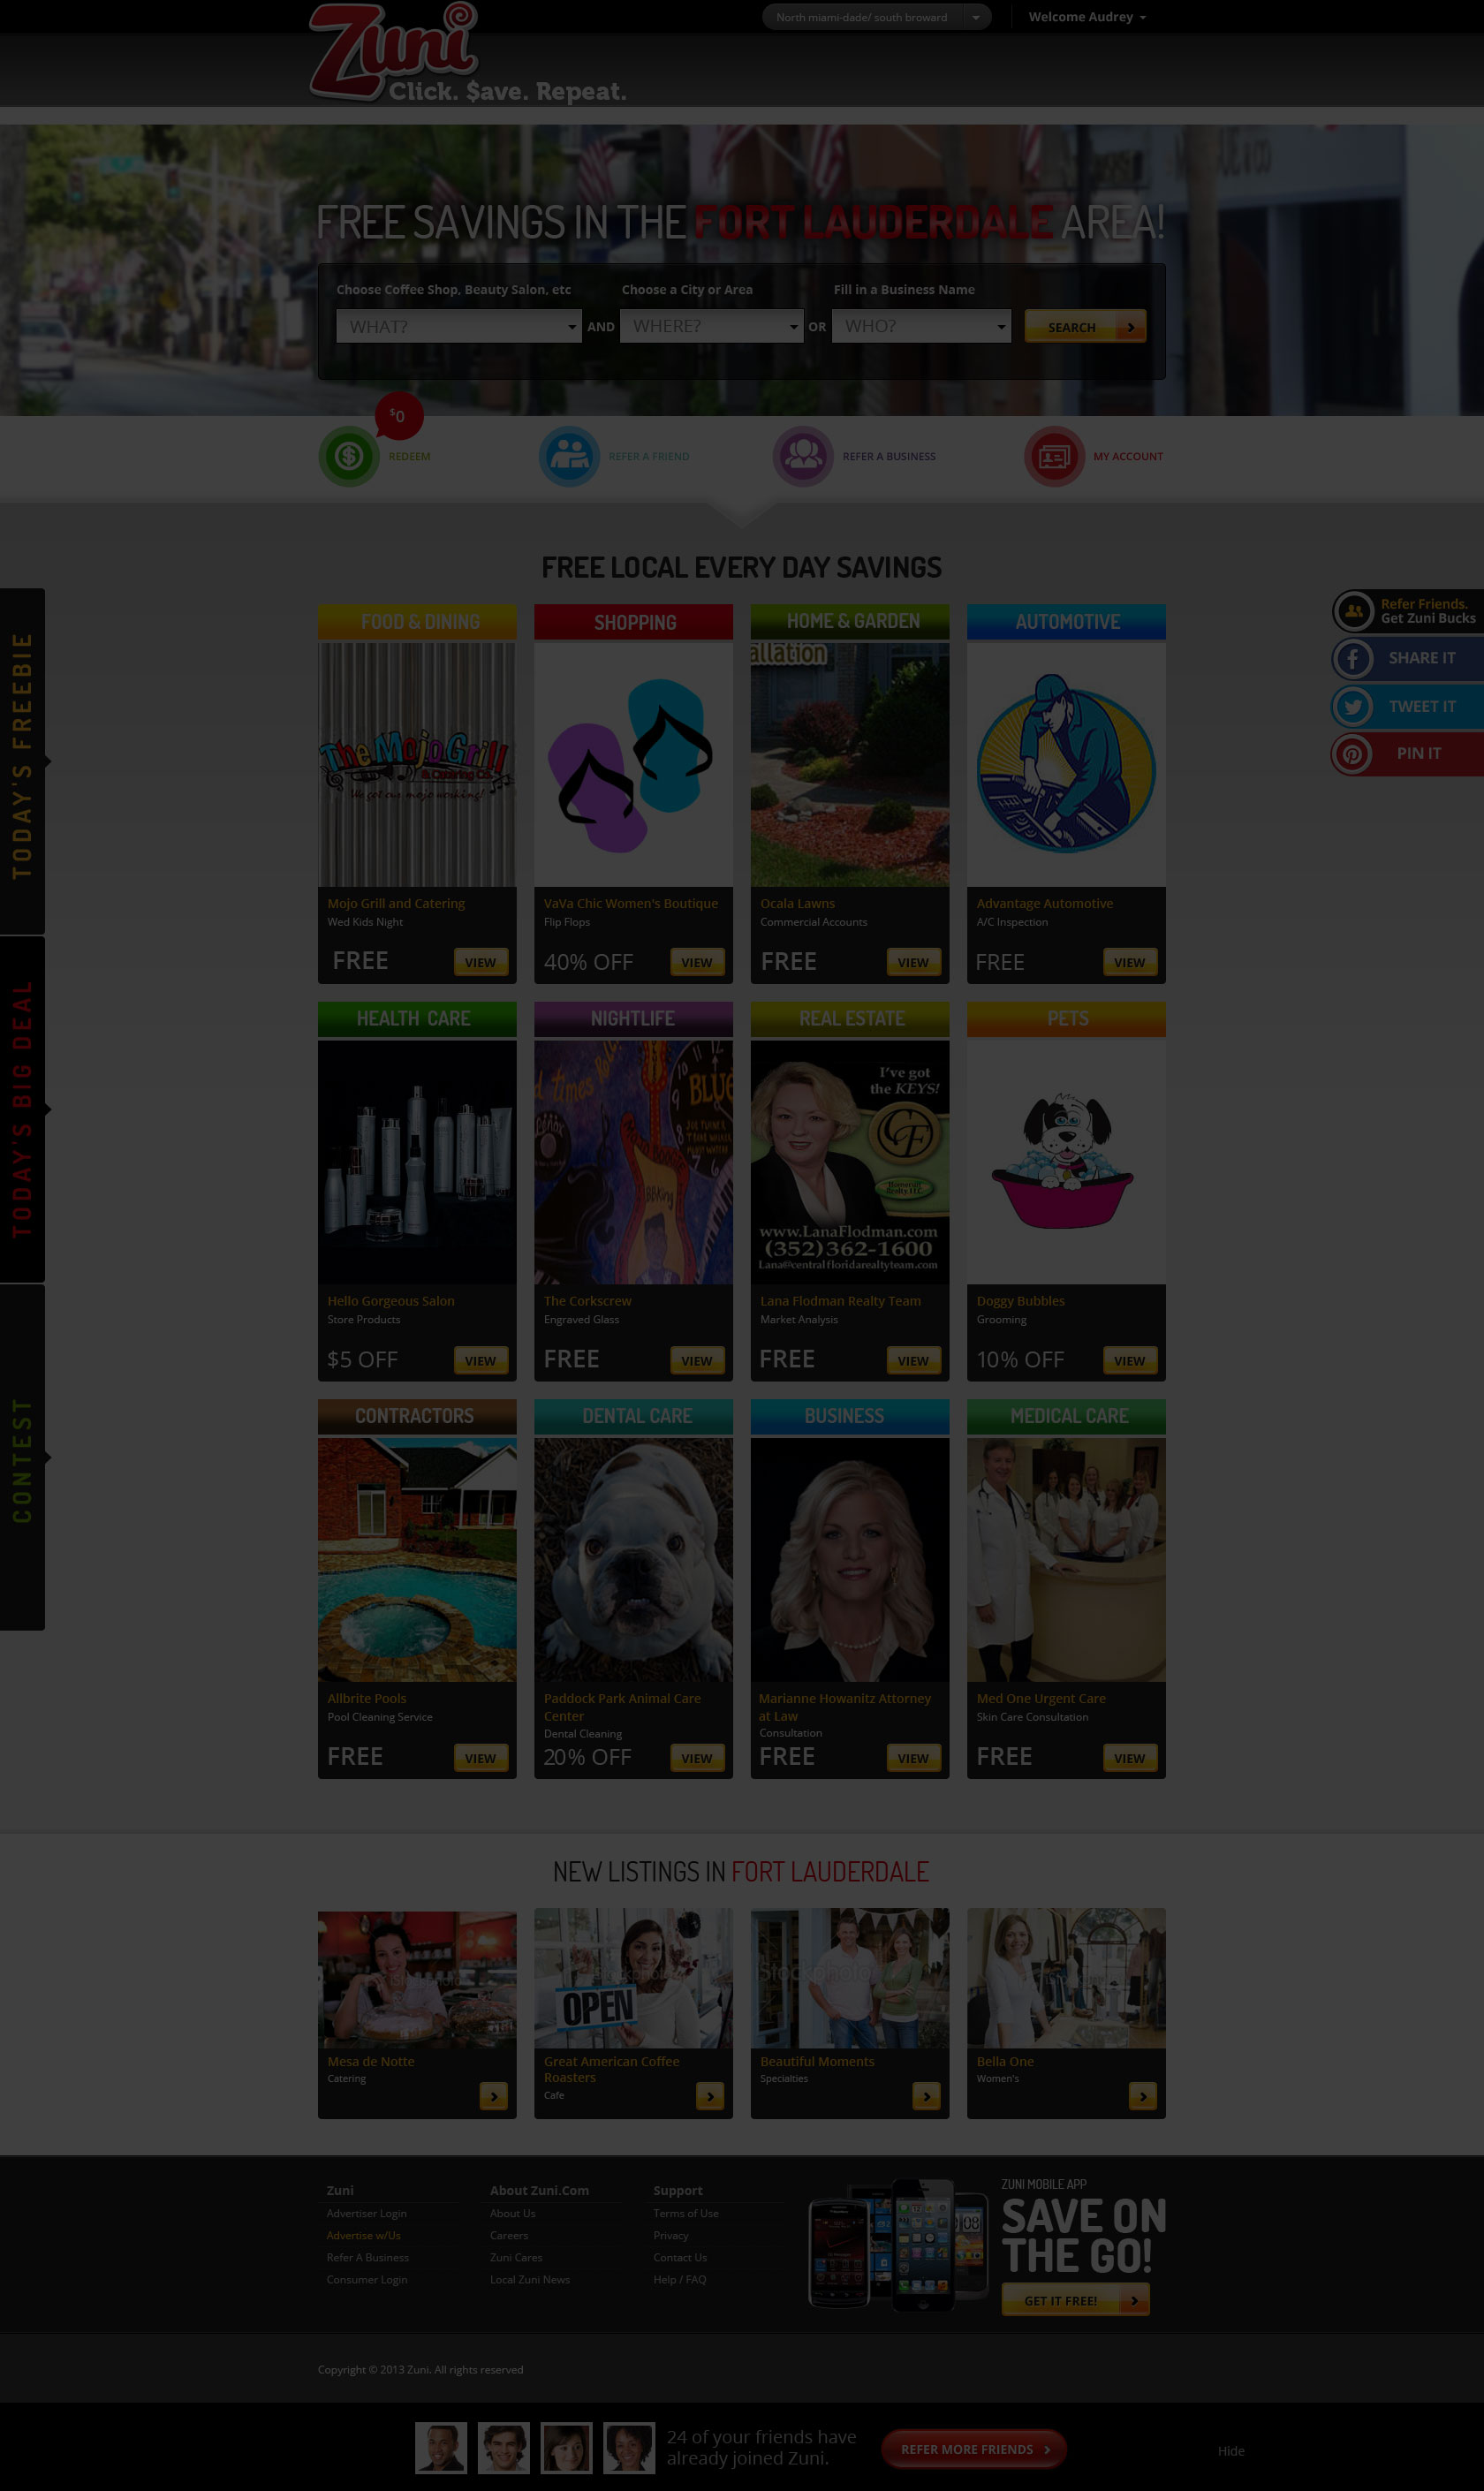 Zuni
Click. $ave. Repeat.
North miami-dade/ south broward
Welcome Audrey
FREE SAVINGS IN THE FORT LAUDERDALE AREA!
Choose Coffee Shop, Beauty Salon, etc
Choose a City or Area
Fill in a Business Name
WHAT?
AND
WHERE?
OR
WHO?
SEARCH
$0
REDEEM
REFER A FRIEND
REFER A BUSINESS
MY ACCOUNT
FREE LOCAL EVERY DAY SAVINGS
TODAY'S FREEBIE
TODAY'S BIG DEAL
CONTEST
Refer Friends.
Get Zuni Bucks
SHARE IT
TWEET IT
PIN IT
FOOD & DINING
SHOPPING
HOME & GARDEN
AUTOMOTIVE
allation
The Mojo Grill
& Catering Co.
We got our mojo working!
Mojo Grill and Catering
Wed Kids Night
FREE
VIEW
VaVa Chic Women's Boutique
Flip Flops
40% OFF
VIEW
Ocala Lawns
Commercial Accounts
FREE
VIEW
Advantage Automotive
A/C Inspection
FREE
VIEW
HEALTH CARE
NIGHTLIFE
REAL ESTATE
PETS
d times Roll
BLUE
BBKing
I've got
the KEYS!
CF
www.LanaFlodman.com
(352)362-1600
Lana@centralfloridarealtyteam.com
Hello Gorgeous Salon
Store Products
$5 OFF
VIEW
The Corkscrew
Engraved Glass
FREE
VIEW
Lana Flodman Realty Team
Market Analysis
FREE
VIEW
Doggy Bubbles
Grooming
10% OFF
VIEW
CONTRACTORS
DENTAL CARE
BUSINESS
MEDICAL CARE
Allbrite Pools
Pool Cleaning Service
FREE
VIEW
Paddock Park Animal Care
Center
Dental Cleaning
20% OFF
VIEW
Marianne Howanitz Attorney
at Law
Consultation
FREE
VIEW
Med One Urgent Care
Skin Care Consultation
FREE
VIEW
NEW LISTINGS IN FORT LAUDERDALE
OPEN
Mesa de Notte
Catering
Great American Coffee
Roasters
Cafe
Beautiful Moments
Specialties
Bella One
Women's
Zuni
Advertiser Login
Advertise w/Us
Refer A Business
Consumer Login
About Zuni.Com
About Us
Careers
Zuni Cares
Local Zuni News
Support
Terms of Use
Privacy
Contact Us
Help / FAQ
ZUNI MOBILE APP
SAVE ON
THE GO!
GET IT FREE!
Copyright © 2013 Zuni. All rights reserved
24 of your friends have
already joined Zuni.
REFER MORE FRIENDS
Hide